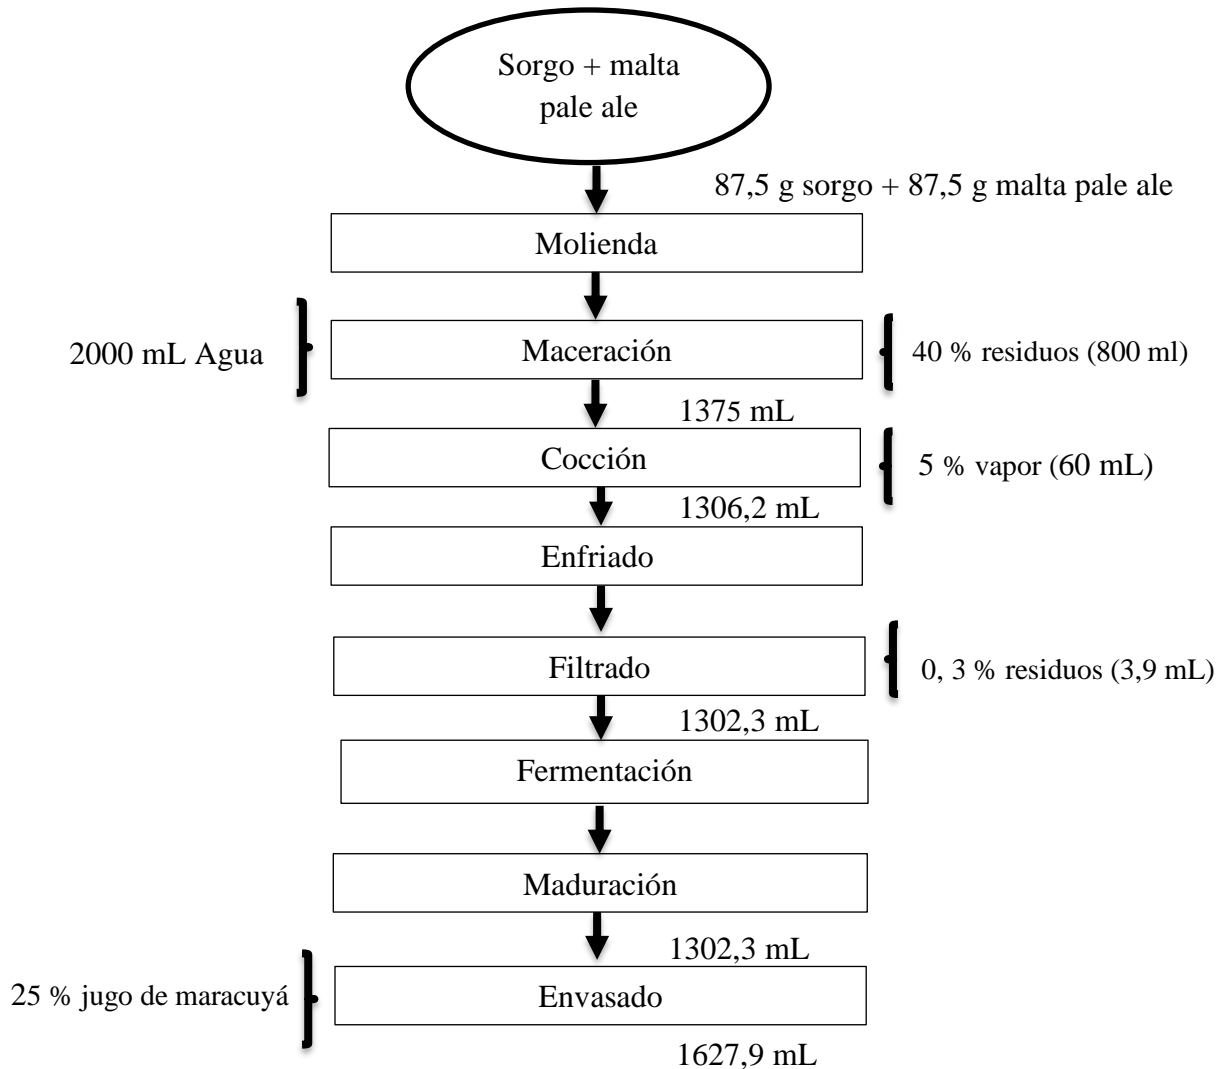 Sorgo + malta
pale ale
87,5 g sorgo + 87,5 g malta pale ale
Molienda
2000 mL Agua
Maceración
40 % residuos (800 ml)
1375 mL
Cocción
5 % vapor (60 mL)
1306,2 mL
Enfriado
Filtrado
0, 3 % residuos (3,9 mL)
1302,3 mL
Fermentación
Maduración
1302,3 mL
25 % jugo de maracuyá
Envasado
1627,9 mL